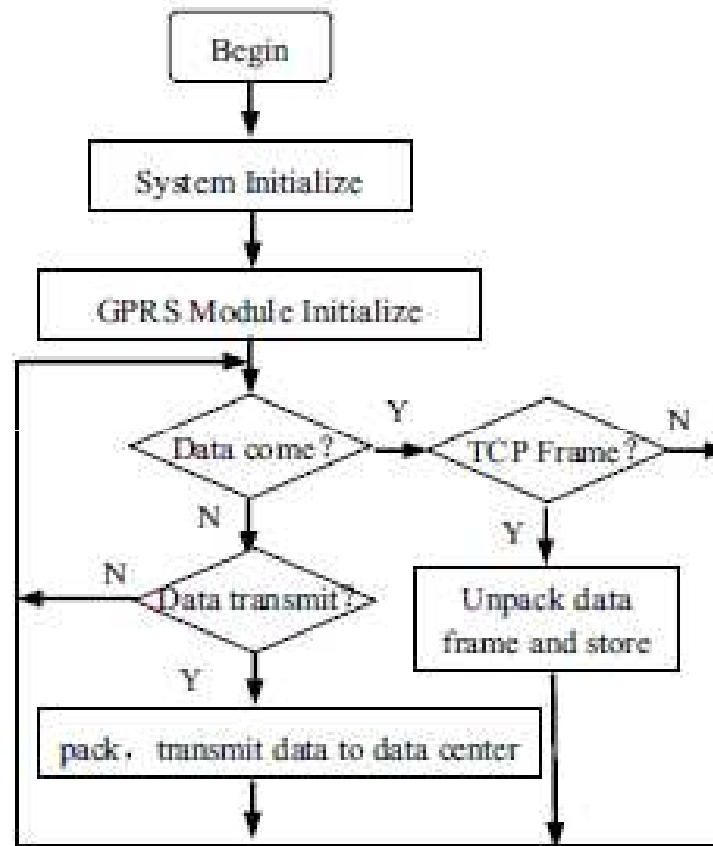 Begin
System Initialize
GPRS Module Initialize
Data come?
Y
TCP Frame?
N
N
Y
N
Data transmit?
Unpack data
frame and store
Y
pack, transmit data to data center